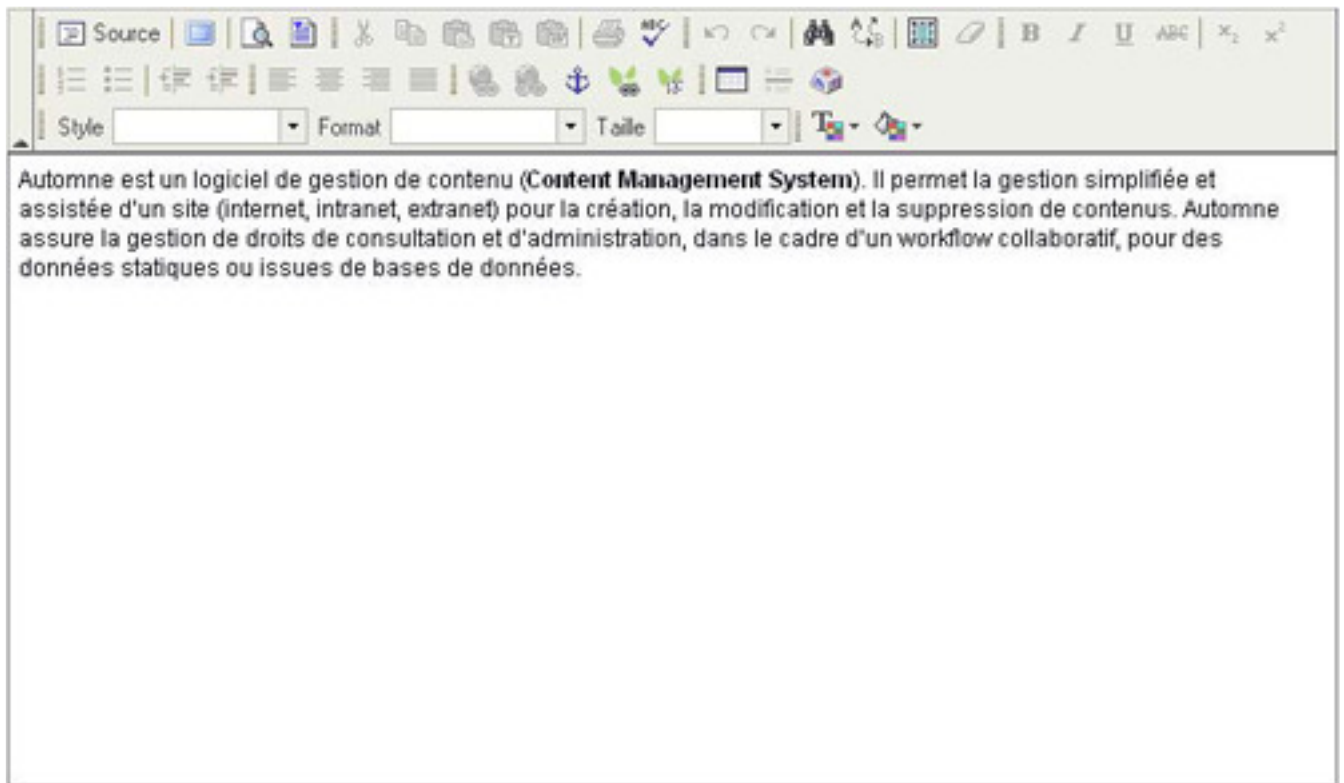 Source B I U ABC x₂ x²
Style Format Taille
Automne est un logiciel de gestion de contenu (Content Management System). Il permet la gestion simplifiée et
assistée d'un site (internet, intranet, extranet) pour la création, la modification et la suppression de contenus. Automne
assure la gestion de droits de consultation et d'administration, dans le cadre d'un workflow collaboratif, pour des
données statiques ou issues de bases de données.